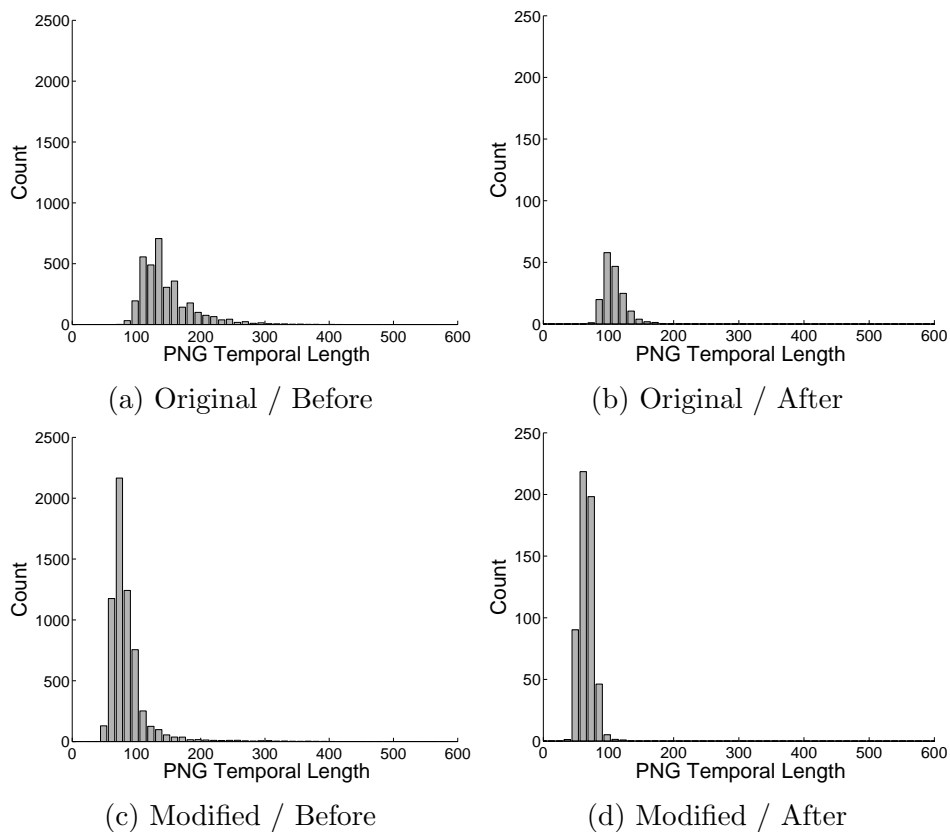 2500
2000
1500
1000
500
0
Count
0 100 200 300 400 500 600
PNG Temporal Length
(a) Original / Before
250
200
150
100
50
0
Count
0 100 200 300 400 500 600
PNG Temporal Length
(b) Original / After
2500
2000
1500
1000
500
0
Count
0 100 200 300 400 500 600
PNG Temporal Length
(c) Modified / Before
250
200
150
100
50
0
Count
0 100 200 300 400 500 600
PNG Temporal Length
(d) Modified / After